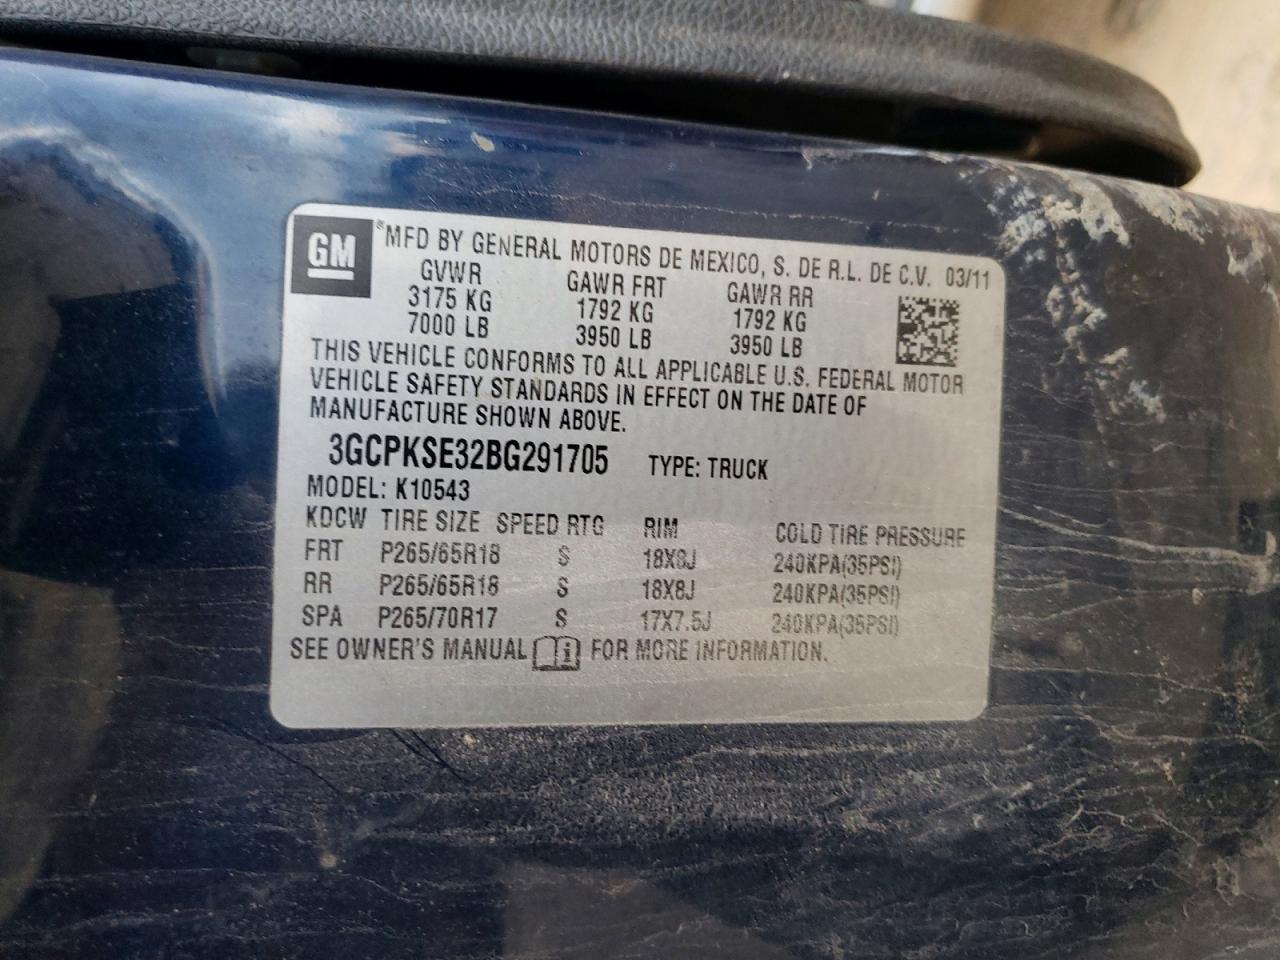 GM
®MFD BY GENERAL MOTORS DE MEXICO, S. DE R.L. DE C.V. 03/11
GVWR GAWR FRT GAWR RR
3175 KG 1792 KG 1792 KG
7000 LB 3950 LB 3950 LB
THIS VEHICLE CONFORMS TO ALL APPLICABLE U.S. FEDERAL MOTOR
VEHICLE SAFETY STANDARDS IN EFFECT ON THE DATE OF
MANUFACTURE SHOWN ABOVE.
3GCPKSE32BG291705 TYPE: TRUCK
MODEL: K10543
KDCW TIRE SIZE SPEED RTG RIM COLD TIRE PRESSURE
FRT P265/65R18 S 18X8J 240KPA(35PSI)
RR P265/65R18 S 18X8J 240KPA(35PSI)
SPA P265/70R17 S 17X7.5J 240KPA(35PSI)
SEE OWNER'S MANUAL i FOR MORE INFORMATION.